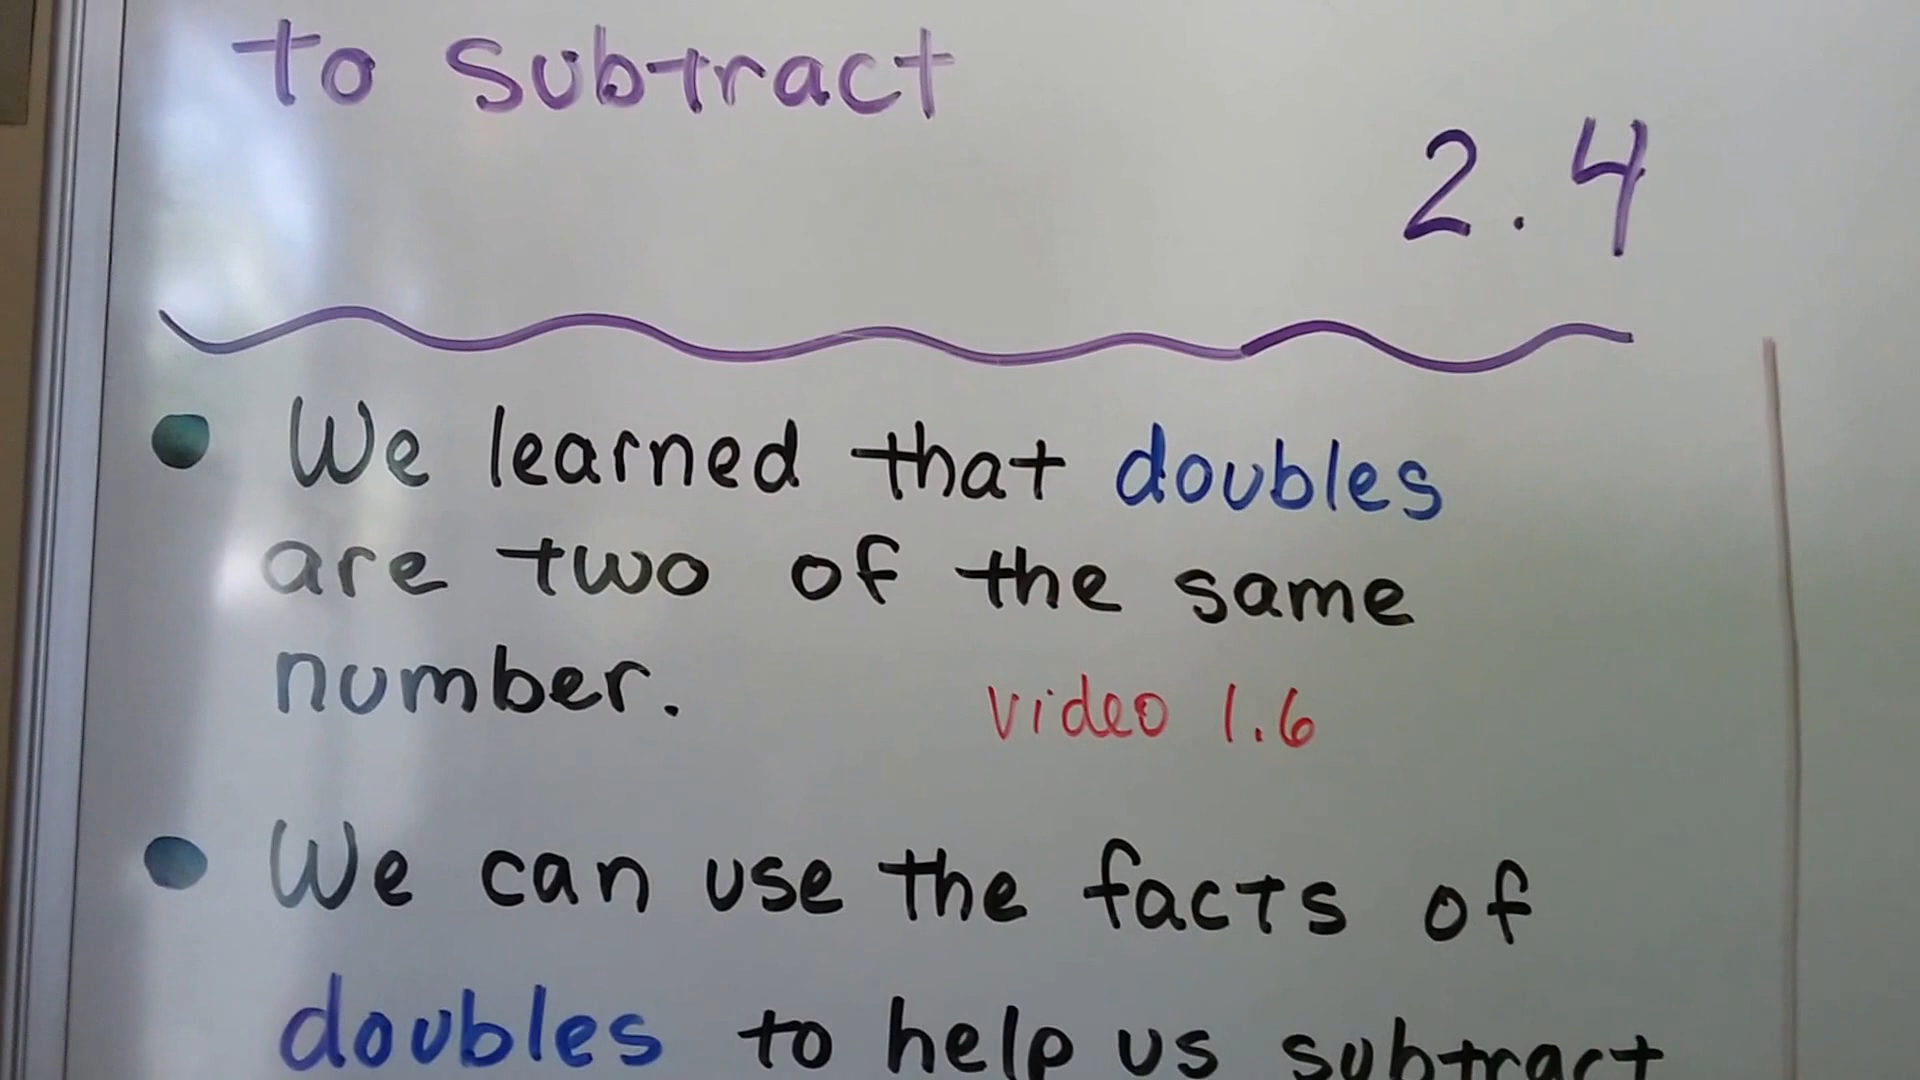 to subtract
2.4
• We learned that doubles
are two of the same
number.
video 1.6
• We can use the facts of
doubles to help us subtract